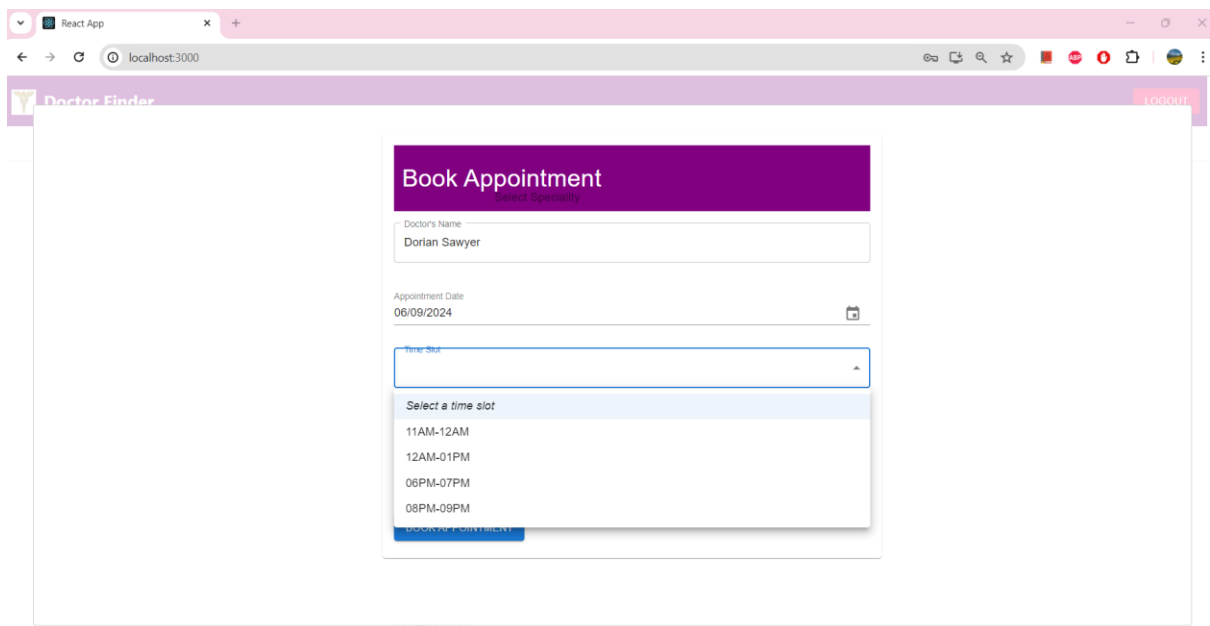 React App
localhost:3000
ABP
Doctor Finder
LOGOUT
Book Appointment
Select Speciality
Doctor's Name
Dorian Sawyer
Appointment Date
06/09/2024
Time Slot
Select a time slot
11AM-12AM
12AM-01PM
06PM-07PM
08PM-09PM
BOOK APPOINTMENT